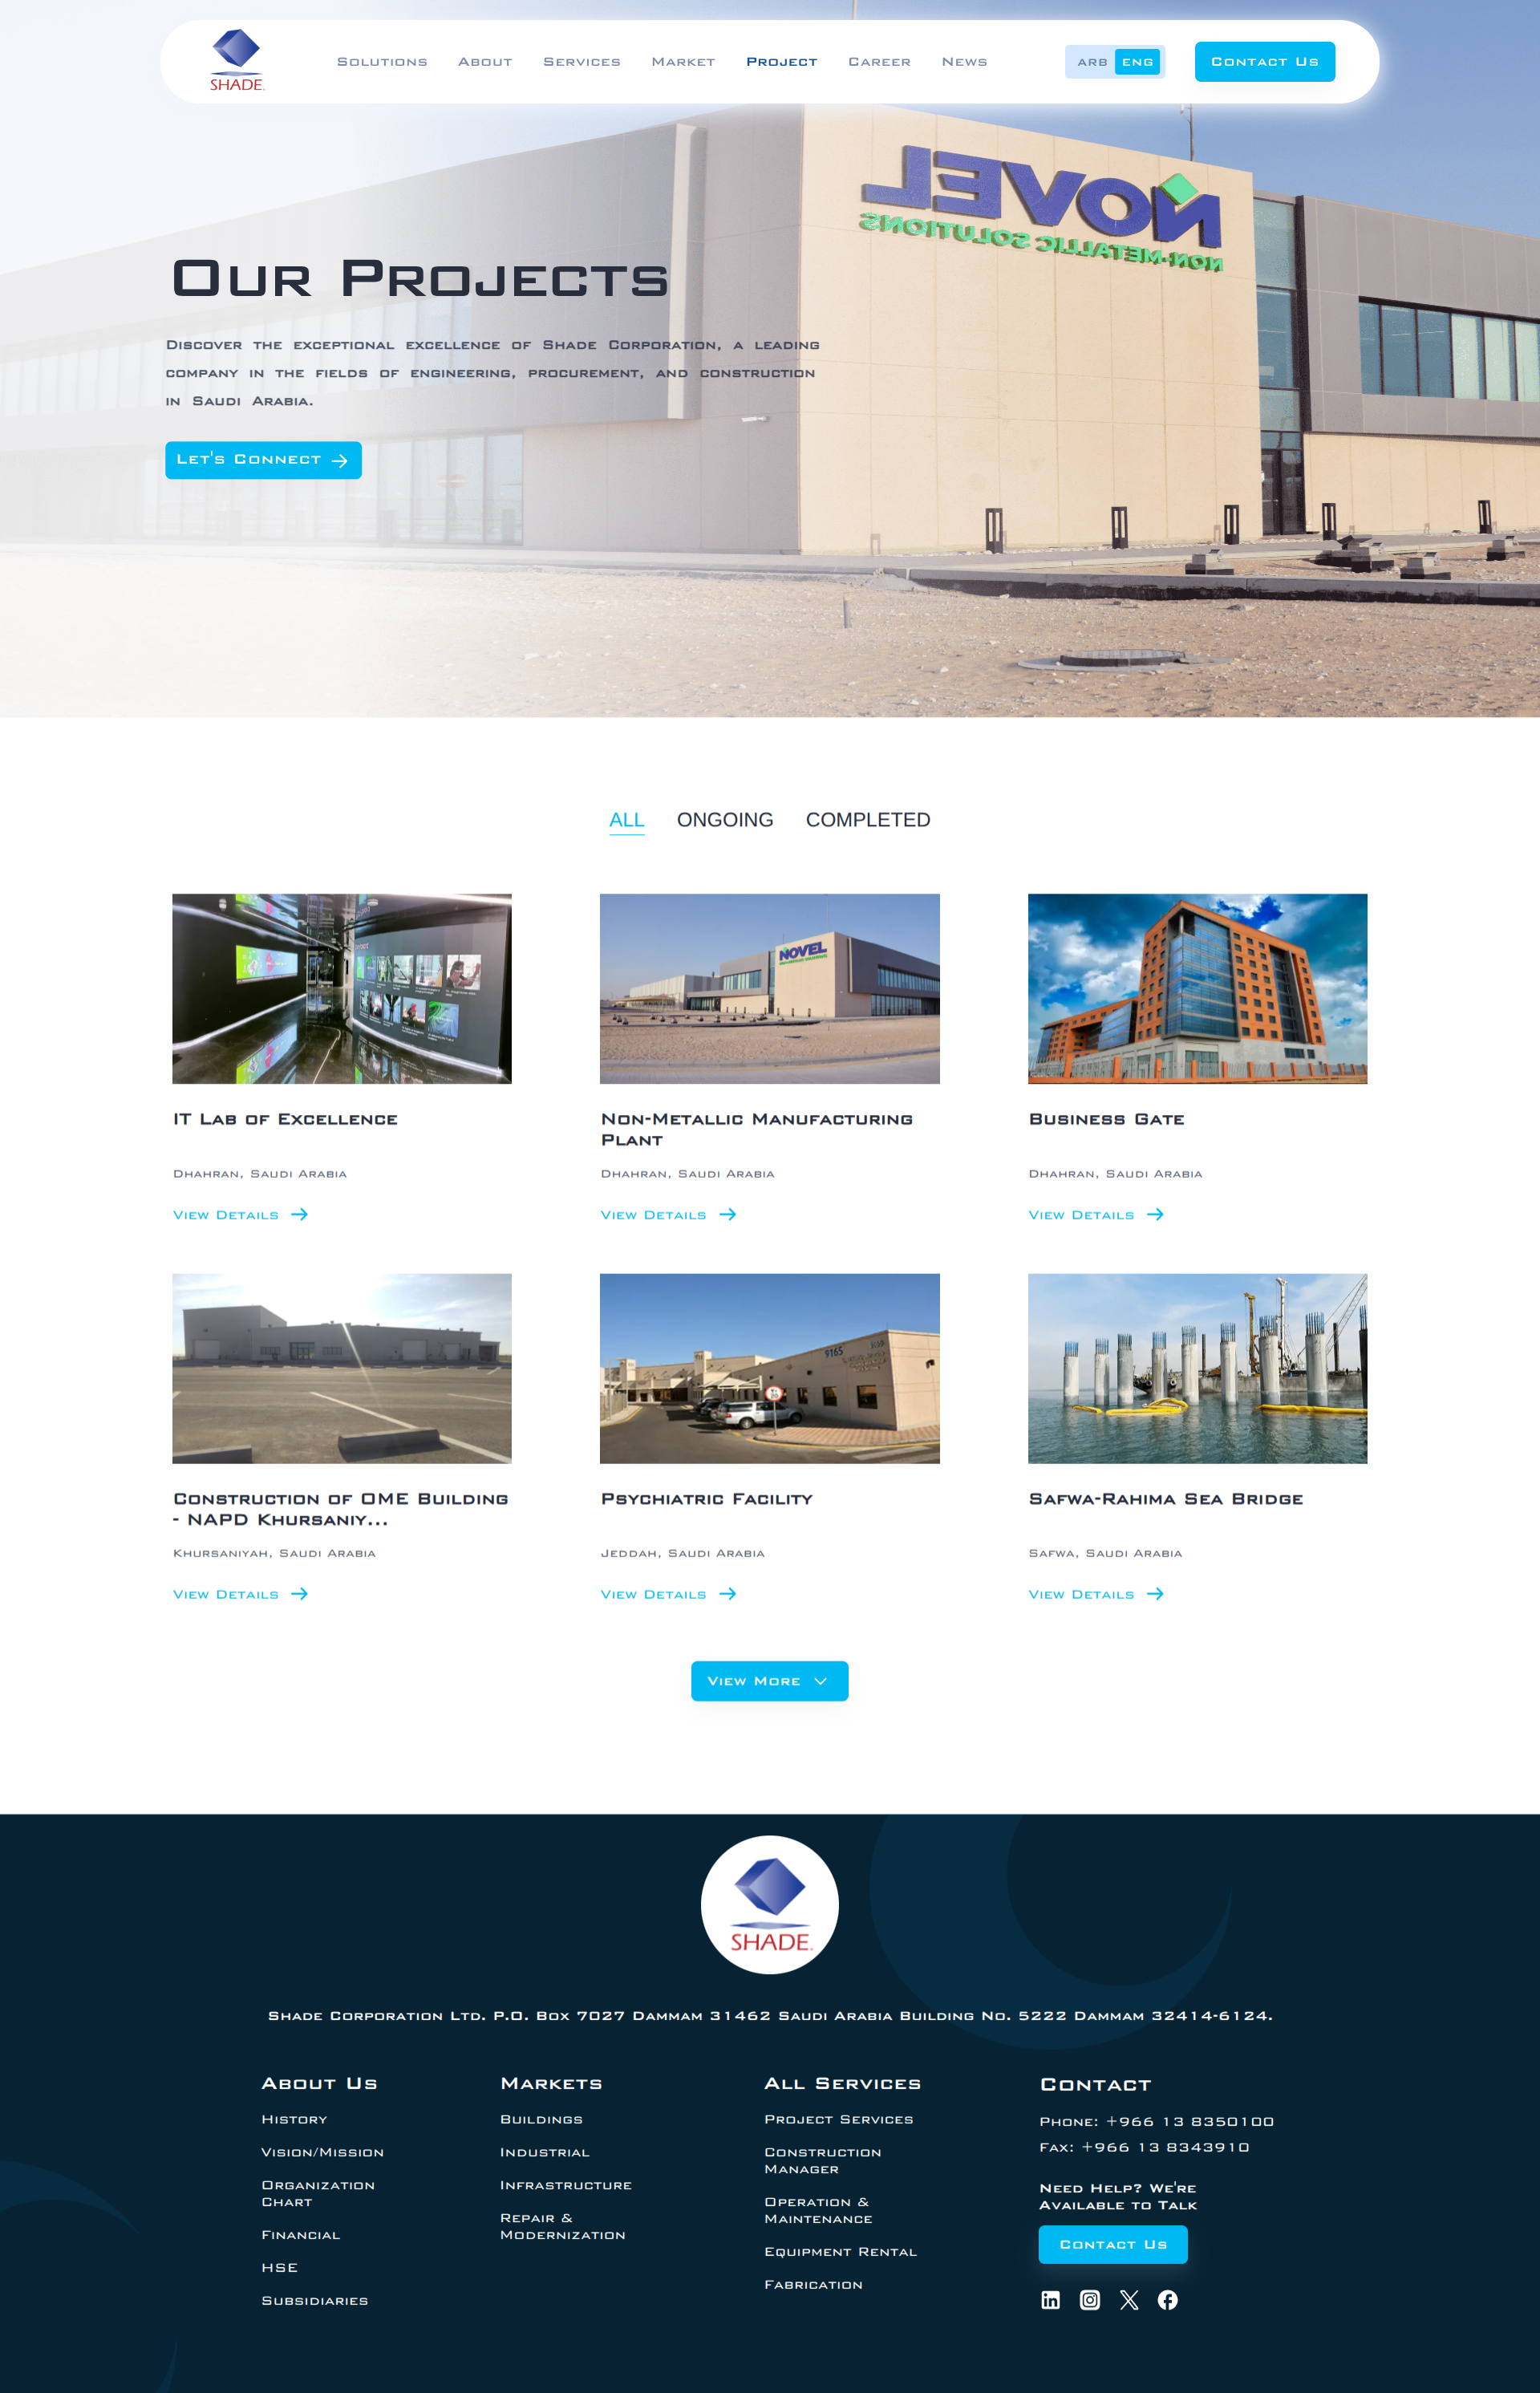 SHADE
Solutions About Services Market Project Career News
ARB ENG
Contact Us
NOVEL
NON-METALLIC SOLUTIONS
Our Projects
Discover the exceptional excellence of Shade Corporation, a leading
company in the fields of engineering, procurement, and construction
in Saudi Arabia.
Let's Connect
ALL ONGOING COMPLETED
NOVEL
IT Lab of Excellence
Dhahran, Saudi Arabia
View Details
Non-Metallic Manufacturing
Plant
Dhahran, Saudi Arabia
View Details
Business Gate
Dhahran, Saudi Arabia
View Details
9165
Construction of OME Building
- NAPD Khursaniy...
Khursaniyah, Saudi Arabia
View Details
Psychiatric Facility
Jeddah, Saudi Arabia
View Details
Safwa-Rahima Sea Bridge
Safwa, Saudi Arabia
View Details
View More
SHADE
Shade Corporation Ltd. P.O. Box 7027 Dammam 31462 Saudi Arabia Building No. 5222 Dammam 32414-6124.
About Us
History
Vision/Mission
Organization
Chart
Financial
HSE
Subsidiaries
Markets
Buildings
Industrial
Infrastructure
Repair &
Modernization
All Services
Project Services
Construction
Manager
Operation &
Maintenance
Equipment Rental
Fabrication
Contact
Phone: +966 13 8350100
Fax: +966 13 8343910
Need Help? We're
Available to Talk
Contact Us